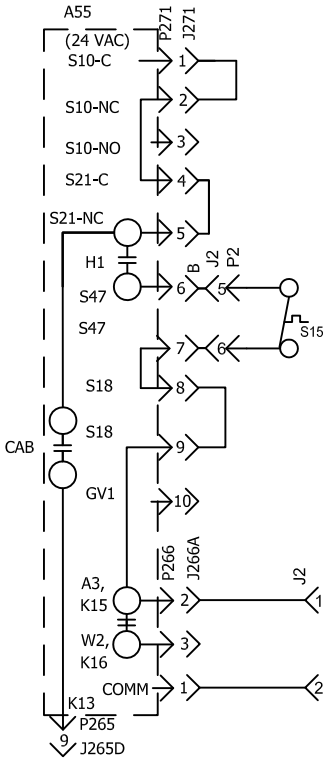 A55
(24 VAC)
P271
J271
S10-C
1
S10-NC
2
S10-NO
3
S21-C
4
S21-NC
5
H1
B
J2
P2
S47
6
5
S15
S47
7
6
S18
8
S18
CAB
9
GV1
10
P266
J266A
J2
A3,
K15
2
1
W2,
K16
3
COMM
1
2
K13
P265
9
J265D